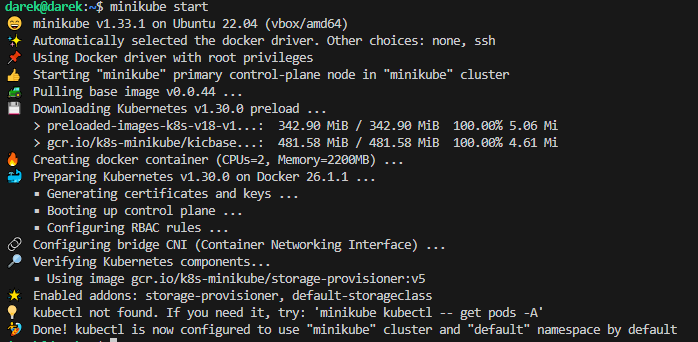 darek@darek:~$ minikube start
😄 minikube v1.33.1 on Ubuntu 22.04 (vbox/amd64)
✨ Automatically selected the docker driver. Other choices: none, ssh
📌 Using Docker driver with root privileges
👍 Starting "minikube" primary control-plane node in "minikube" cluster
🚜 Pulling base image v0.0.44 ...
💾 Downloading Kubernetes v1.30.0 preload ...
> preloaded-images-k8s-v18-v1...: 342.90 MiB / 342.90 MiB 100.00% 5.06 Mi
> gcr.io/k8s-minikube/kicbase...: 481.58 MiB / 481.58 MiB 100.00% 4.61 Mi
🔥 Creating docker container (CPUs=2, Memory=2200MB) ...
🐳 Preparing Kubernetes v1.30.0 on Docker 26.1.1 ...
▪ Generating certificates and keys ...
▪ Booting up control plane ...
▪ Configuring RBAC rules ...
🔗 Configuring bridge CNI (Container Networking Interface) ...
🔎 Verifying Kubernetes components...
▪ Using image gcr.io/k8s-minikube/storage-provisioner:v5
🌟 Enabled addons: storage-provisioner, default-storageclass
💡 kubectl not found. If you need it, try: 'minikube kubectl -- get pods -A'
🏄 Done! kubectl is now configured to use "minikube" cluster and "default" namespace by default